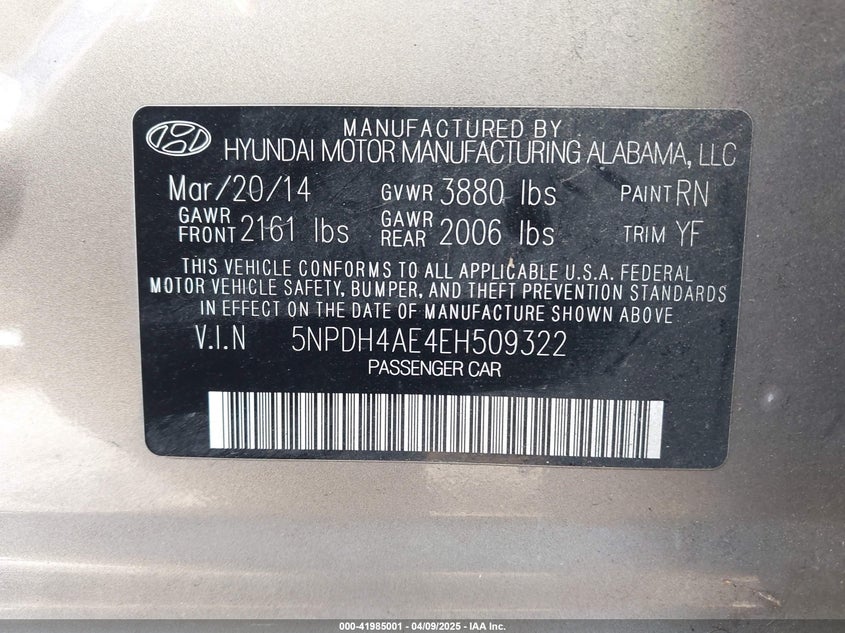 MANUFACTURED BY
HYUNDAI MOTOR MANUFACTURING ALABAMA, LLC
Mar/20/14 GVWR 3880 lbs PAINT RN
GAWR FRONT 2161 lbs GAWR REAR 2006 lbs TRIM YF
THIS VEHICLE CONFORMS TO ALL APPLICABLE U.S.A. FEDERAL
MOTOR VEHICLE SAFETY, BUMPER, AND THEFT PREVENTION STANDARDS
IN EFFECT ON THE DATE OF MANUFACTURE SHOWN ABOVE.
V.I.N 5NPDH4AE4EH509322
PASSENGER CAR
000-41985001 | 04/09/2025 - IAA Inc.